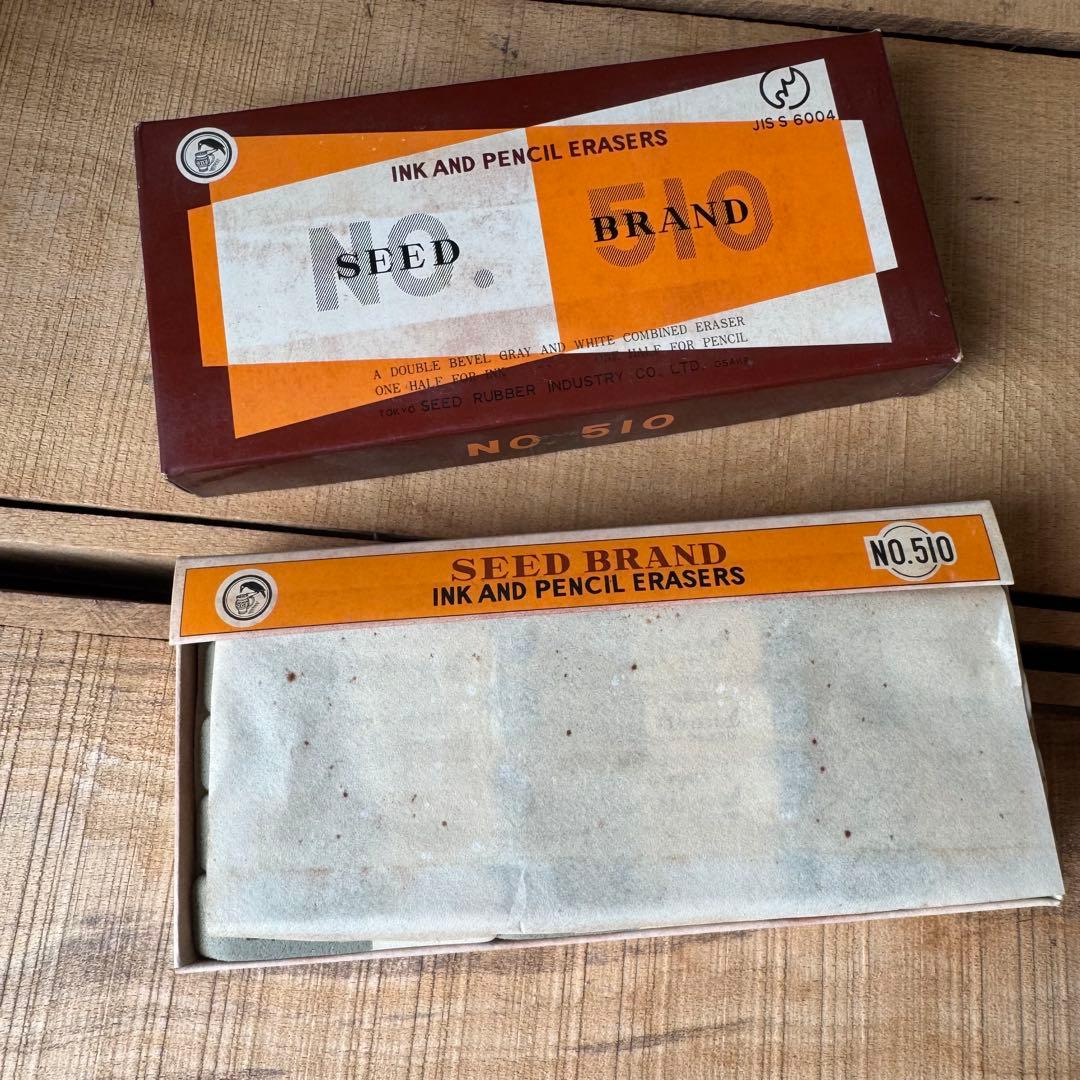 JIS S 6004
INK AND PENCIL ERASERS
NO. 510
SEED BRAND
A DOUBLE BEVEL GRAY AND WHITE COMBINED ERASER
ONE HALF FOR INK ONE HALF FOR PENCIL
TOKYO SEED RUBBER INDUSTRY CO. LTD. OSAKA
NO 510
SEED BRAND
INK AND PENCIL ERASERS
NO.510